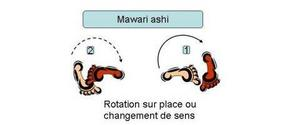 Mawari ashi
2
1
Rotation sur place ou
changement de sens